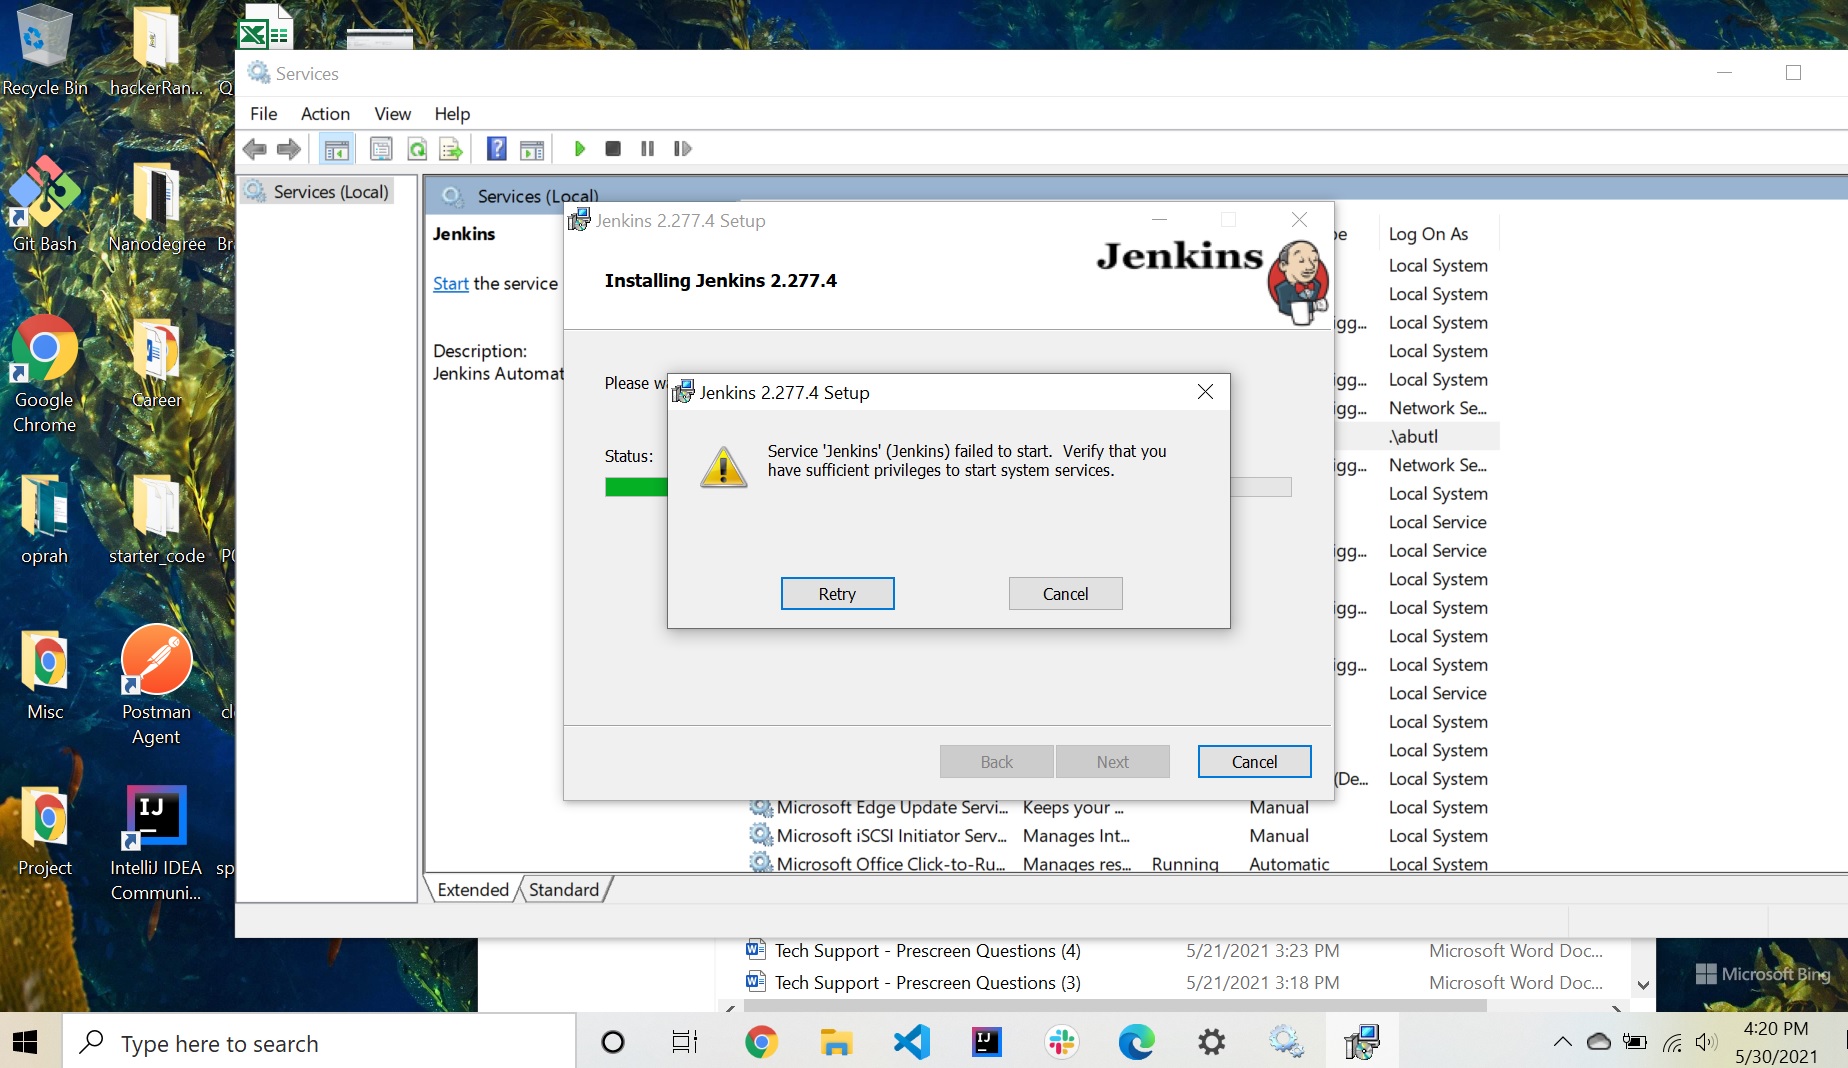 Recycle Bin
hackerRan...
Q
Services
File Action View Help
Git Bash
Nanodegree
Br
Google
Chrome
Career
oprah
starter_code
Misc
Postman
Agent
cl
Project
IJ
IntelliJ IDEA
Communi...
sp
Services (Local)
Services (Local)
Jenkins
Start the service
Description:
Jenkins Automat
Log On As
Local System
Local System
igg... Local System
Local System
igg... Local System
igg... Network Se...
.\abutl
igg... Network Se...
Local System
Local Service
igg... Local Service
Local System
igg... Local System
Local System
igg... Local System
Local Service
Local System
Local System
(De... Local System
Jenkins 2.277.4 Setup
Jenkins
Installing Jenkins 2.277.4
Please wa
Status:
Jenkins 2.277.4 Setup
Service 'Jenkins' (Jenkins) failed to start. Verify that you
have sufficient privileges to start system services.
Retry Cancel
Back Next Cancel
Microsoft Edge Update Servi... Keeps your ... Manual Local System
Microsoft iSCSI Initiator Serv... Manages Int... Manual Local System
Microsoft Office Click-to-Ru... Manages res... Running Automatic Local System
Extended Standard
Tech Support - Prescreen Questions (4) 5/21/2021 3:23 PM Microsoft Word Doc...
Tech Support - Prescreen Questions (3) 5/21/2021 3:18 PM Microsoft Word Doc...
Microsoft Bing
Type here to search
IJ
4:20 PM
5/30/2021